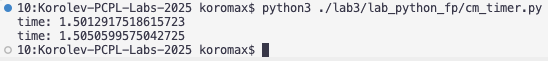 10:Korolev-PCPL-Labs-2025 koromax$ python3 ./lab3/lab_python_fp/cm_timer.py
time: 1.5012917518615723
time: 1.5050599575042725
10:Korolev-PCPL-Labs-2025 koromax$